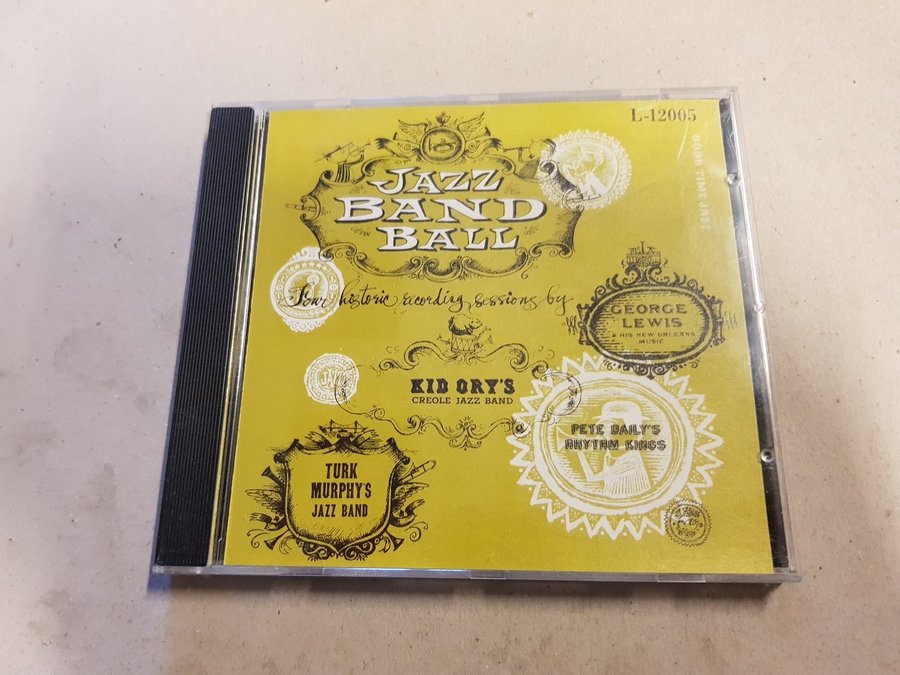 L-12005
GOOD TIME JAZZ
JAZZ
BAND
BALL
Four historic recording sessions by
GEORGE
LEWIS
& HIS NEW ORLEANS
MUSIC
KID ORY'S
CREOLE JAZZ BAND
PETE DAILY'S
RHYTHM KINGS
TURK
MURPHY'S
JAZZ BAND